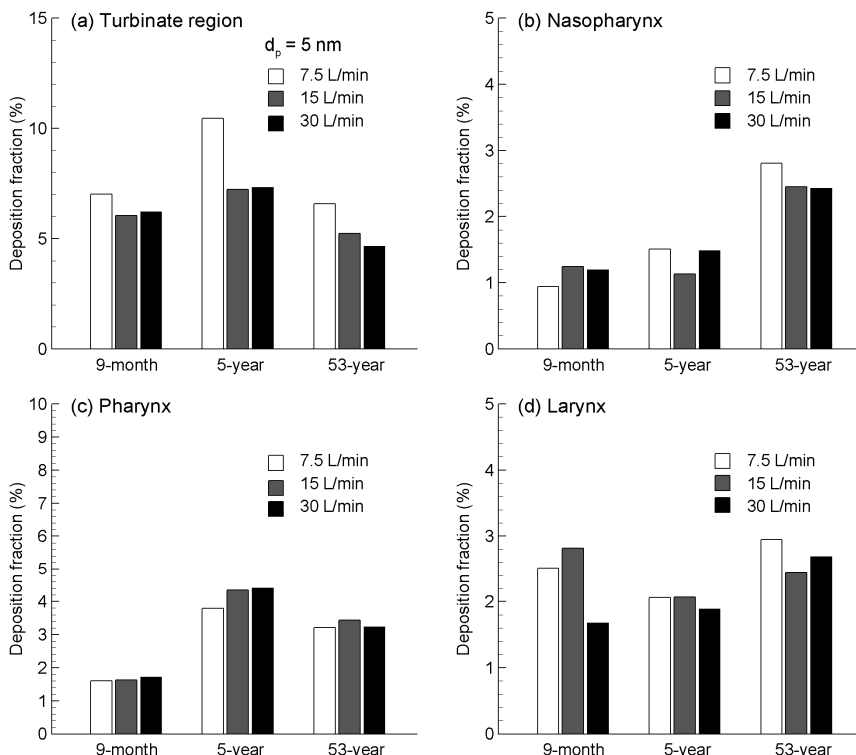 (a) Turbinate region
d_p = 5 nm
7.5 L/min
15 L/min
30 L/min
Deposition fraction (%)
15
10
5
0
9-month 5-year 53-year
(b) Nasopharynx
7.5 L/min
15 L/min
30 L/min
Deposition fraction (%)
5
4
3
2
1
0
9-month 5-year 53-year
(c) Pharynx
7.5 L/min
15 L/min
30 L/min
Deposition fraction (%)
10
9
8
7
6
5
4
3
2
1
0
9-month 5-year 53-year
(d) Larynx
7.5 L/min
15 L/min
30 L/min
Deposition fraction (%)
5
4
3
2
1
0
9-month 5-year 53-year